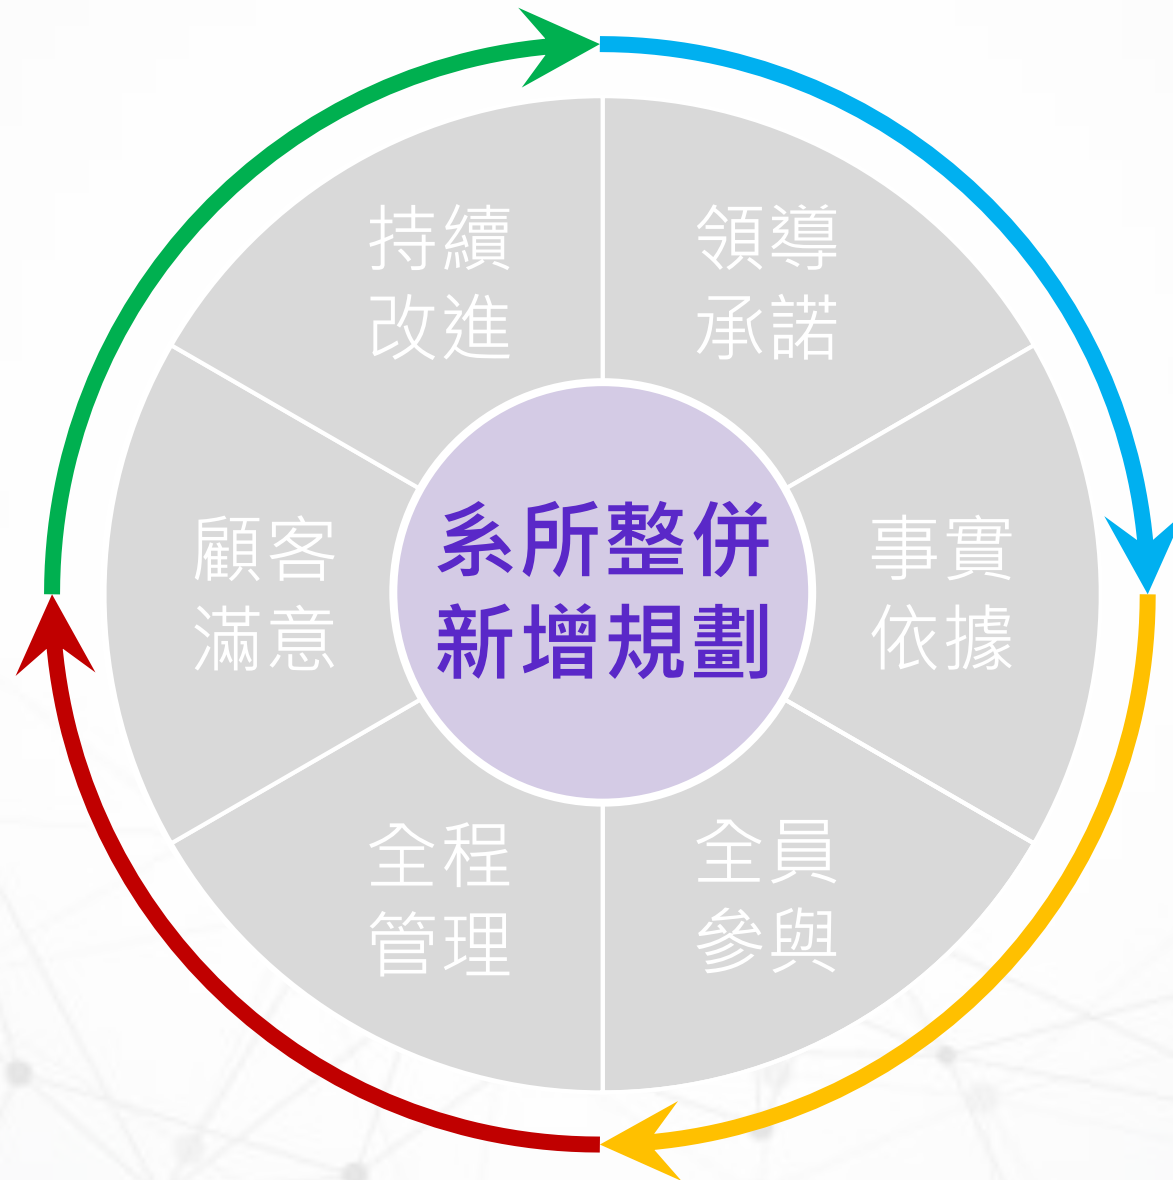 持續
改進
領導
承諾
顧客
滿意
系所整併
新增規劃
事實
依據
全程
管理
全員
參與